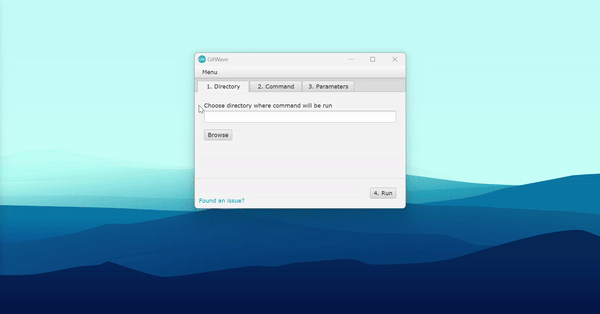 GitWave
Menu
1. Directory 2. Command 3. Parameters
Choose directory where command will be run
Browse
4. Run
Found an issue?